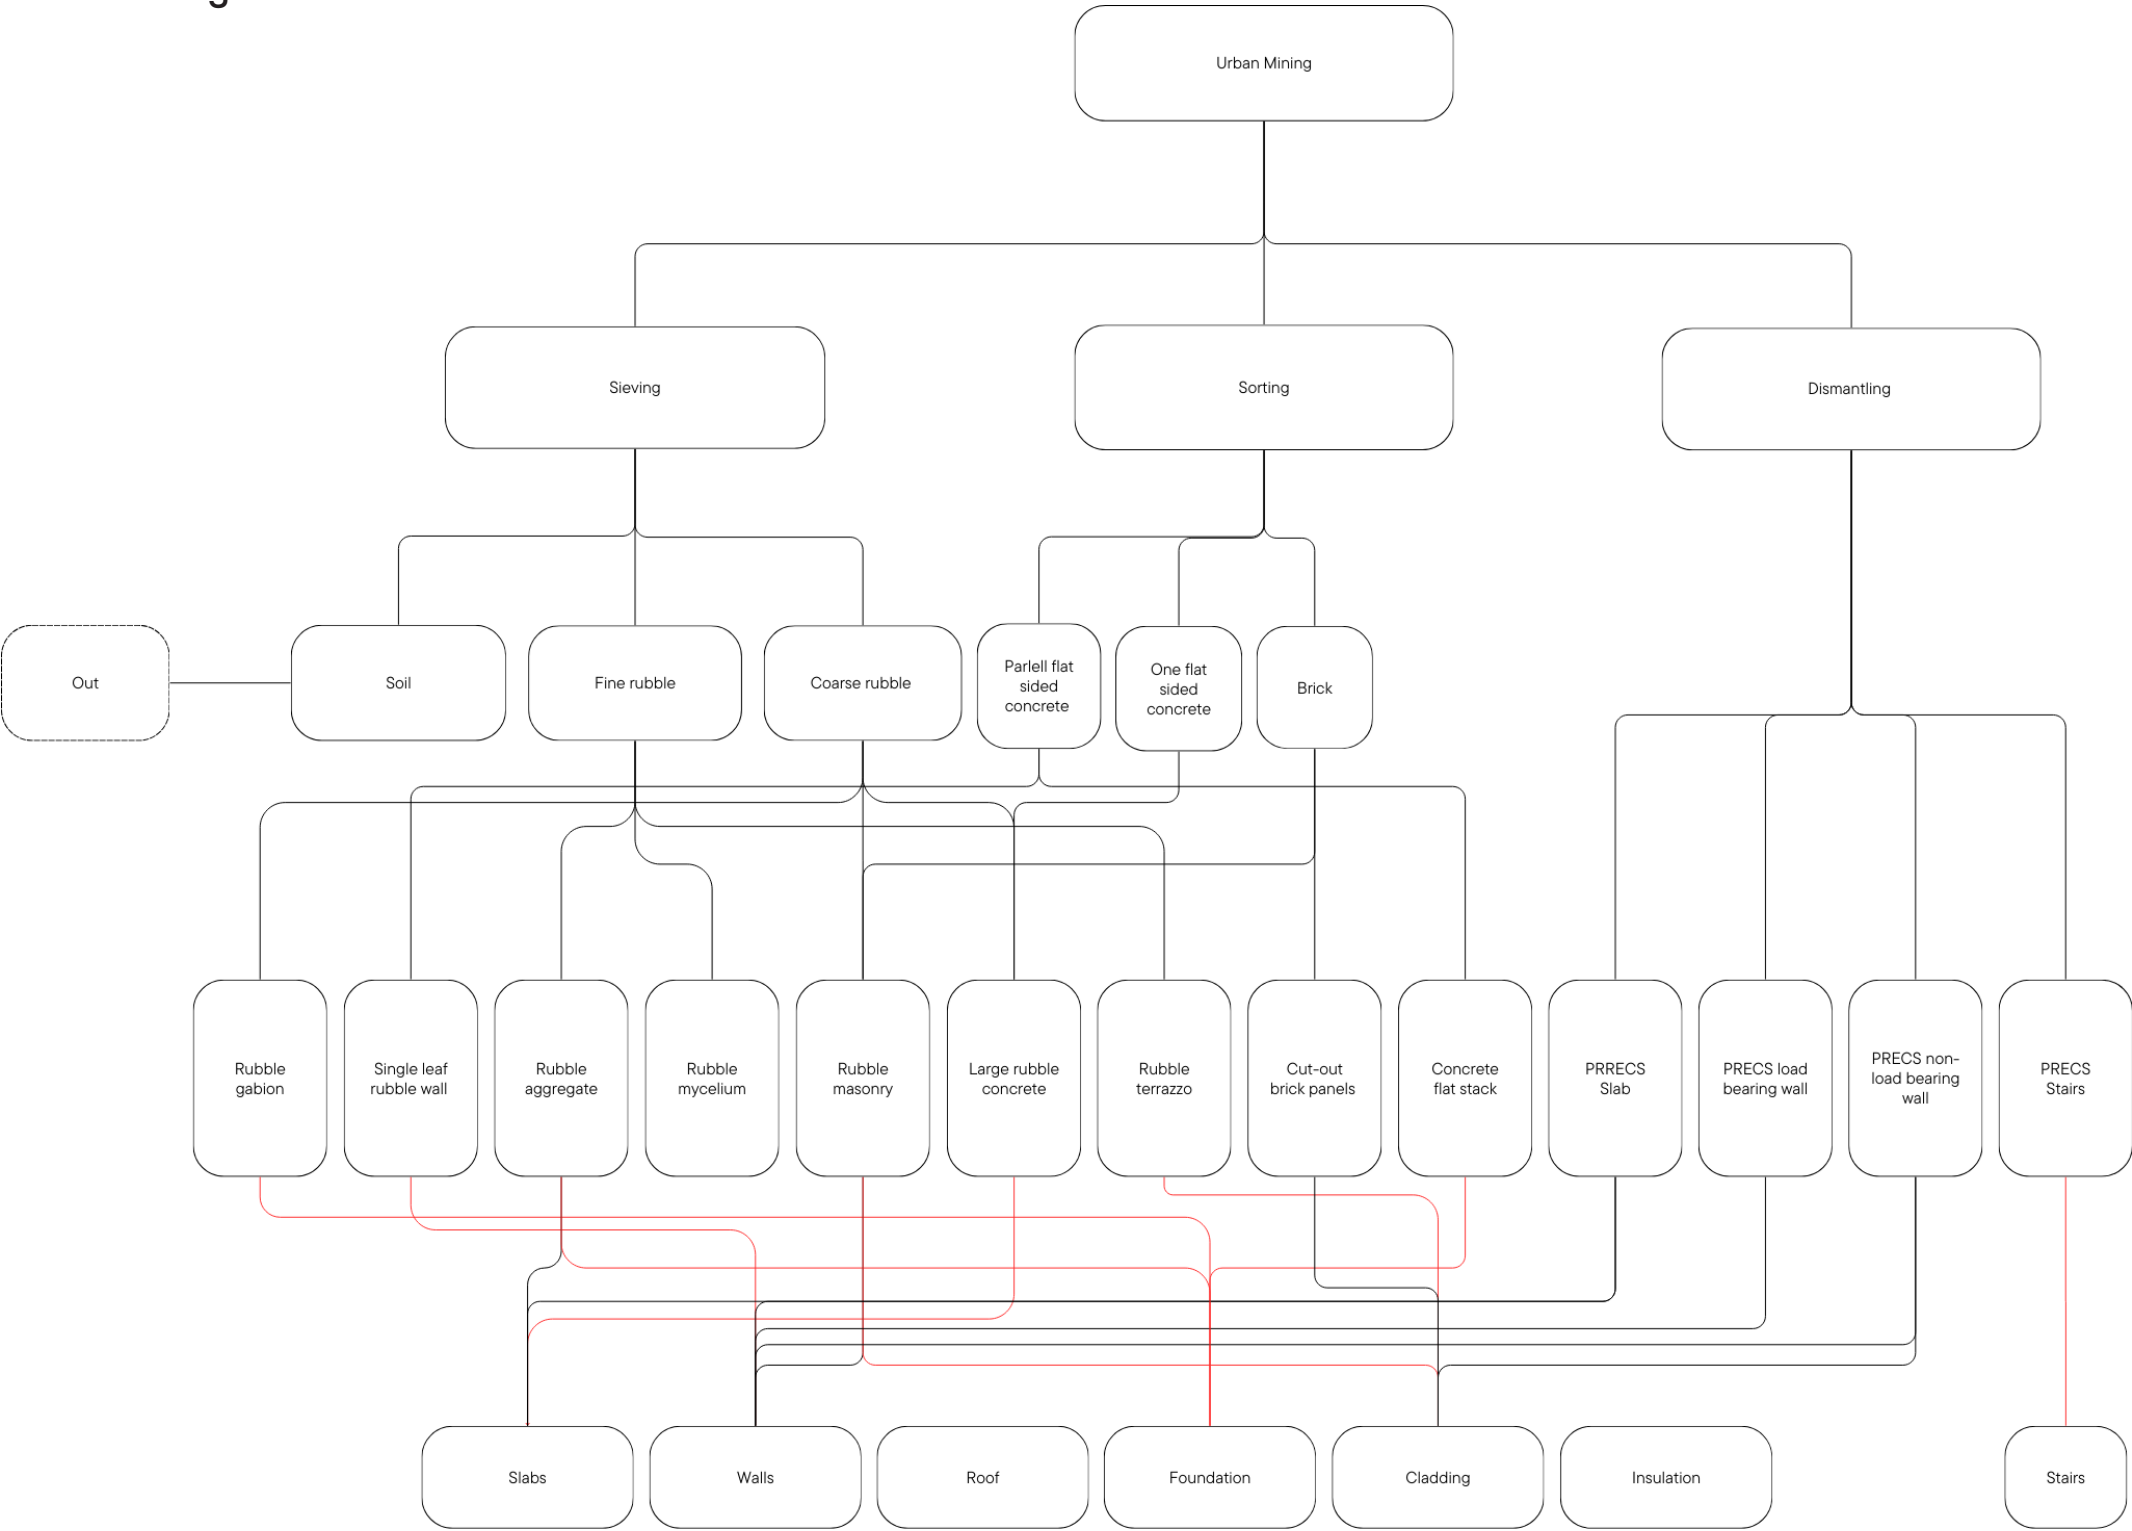 Urban Mining
Sieving
Sorting
Dismantling
Out
Soil
Fine rubble
Coarse rubble
Parlell flat
sided
concrete
One flat
sided
concrete
Brick
Rubble
gabion
Single leaf
rubble wall
Rubble
aggregate
Rubble
mycelium
Rubble
masonry
Large rubble
concrete
Rubble
terrazzo
Cut-out
brick panels
Concrete
flat stack
PRRECS
Slab
PRECS load
bearing wall
PRECS non-
load bearing
wall
PRECS
Stairs
Slabs
Walls
Roof
Foundation
Cladding
Insulation
Stairs